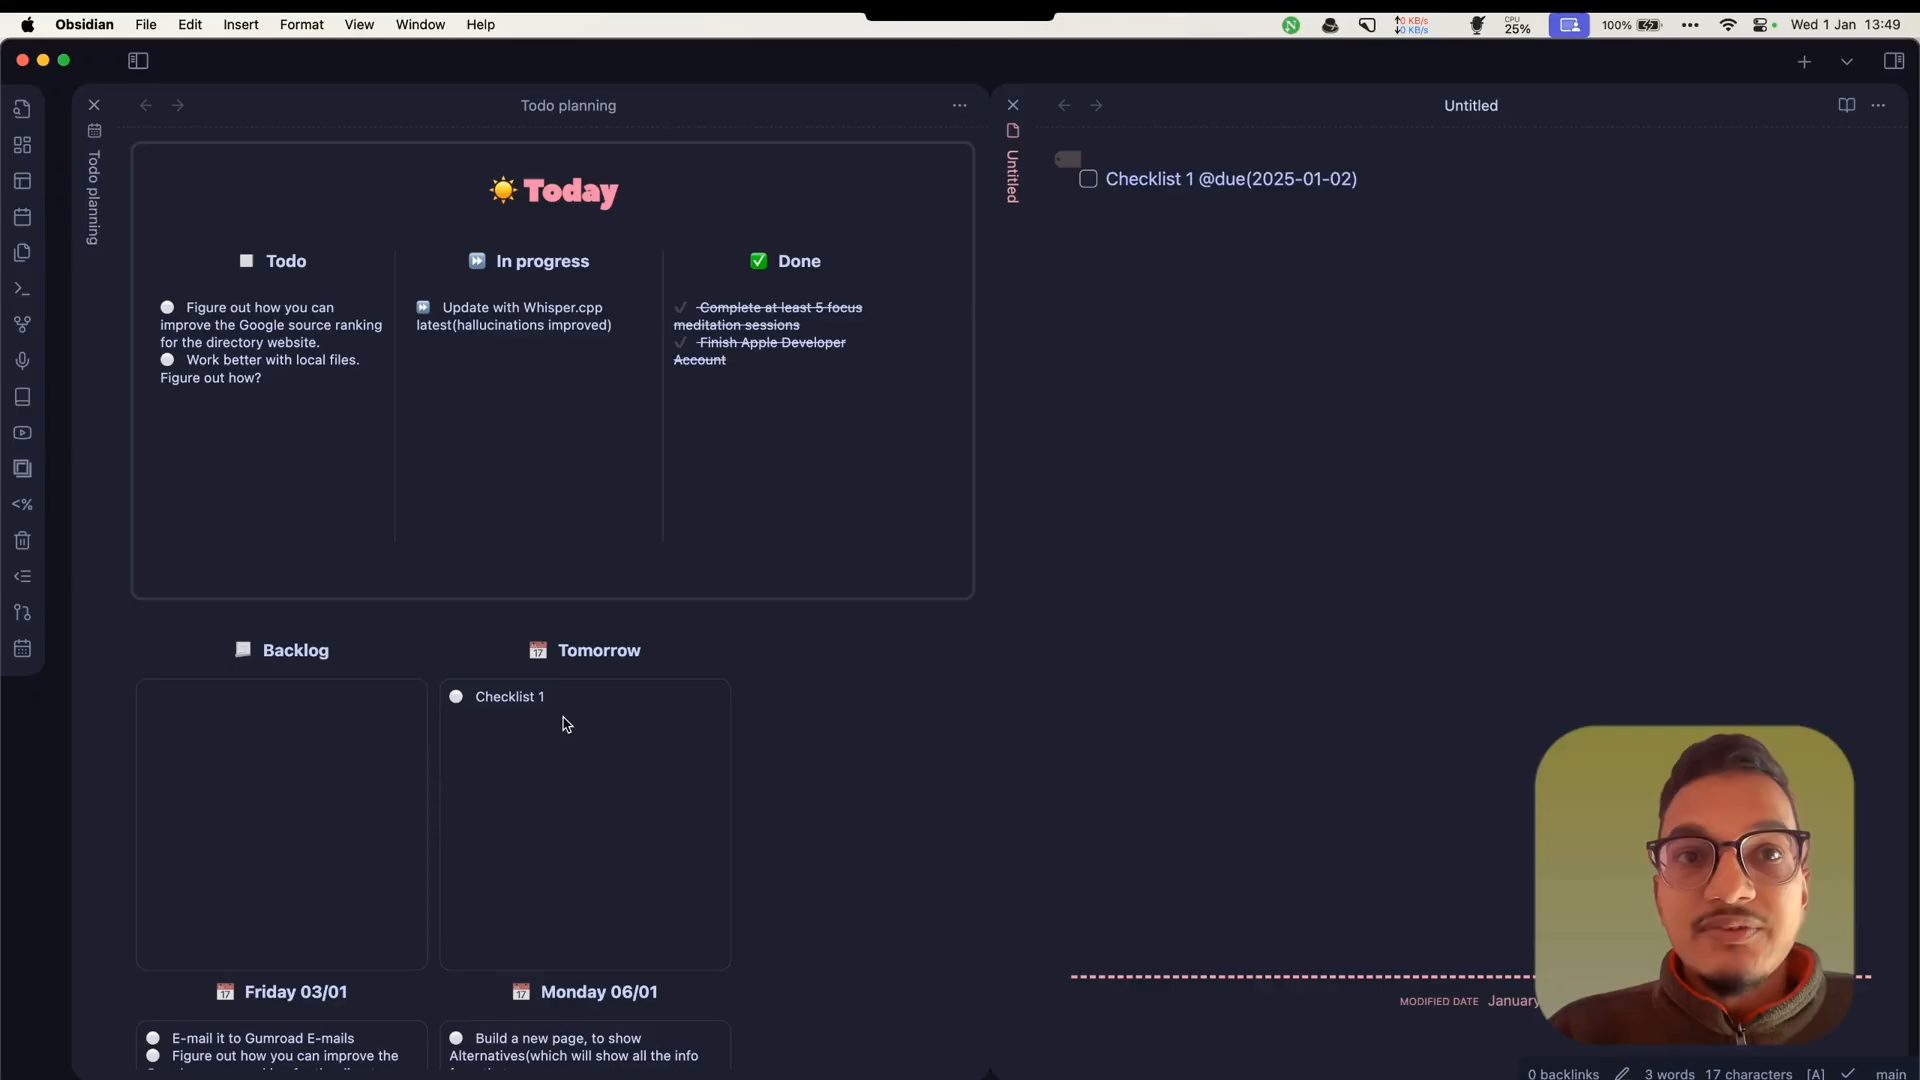 Obsidian File Edit Insert Format View Window Help
0 KB/s
0 KB/s
CPU
25%
100%
Wed 1 Jan 13:49
Todo planning
Todo planning
Today
Todo
In progress
Done
Figure out how you can
improve the Google source ranking
for the directory website.
Work better with local files.
Figure out how?
Update with Whisper.cpp
latest(hallucinations improved)
Complete at least 5 focus
meditation sessions
Finish Apple Developer
Account
Backlog
Tomorrow
Checklist 1
Friday 03/01
Monday 06/01
E-mail it to Gumroad E-mails
Figure out how you can improve the
Build a new page, to show
Alternatives(which will show all the info
Untitled
Untitled
Checklist 1 @due(2025-01-02)
MODIFIED DATE January
0 backlinks 3 words 17 characters [A] main